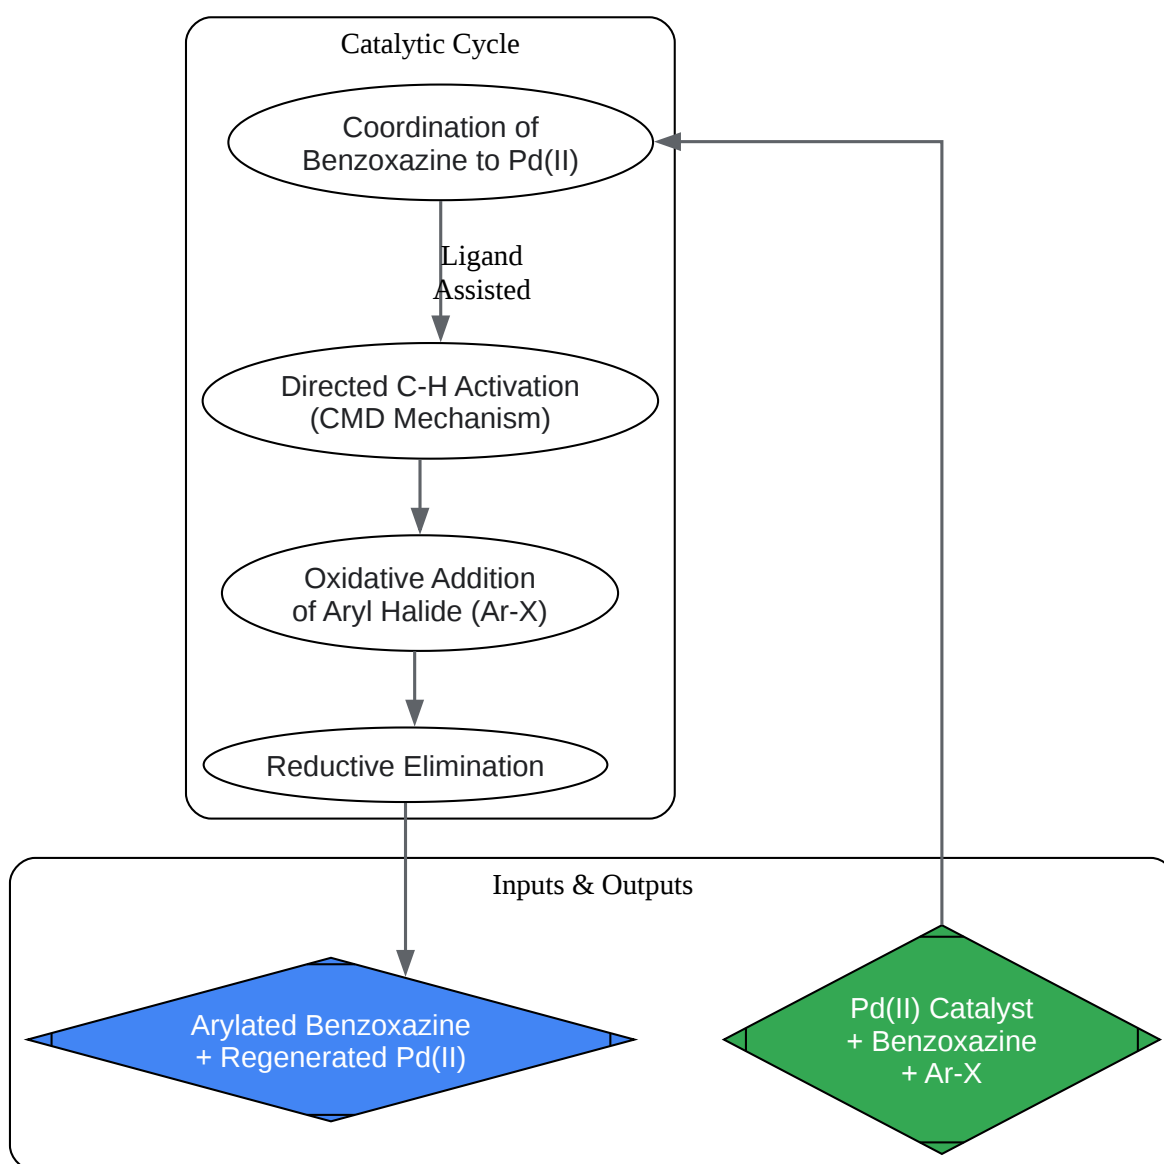 Catalytic Cycle
Coordination of
Benzoxazine to Pd(II)
Ligand
Assisted
Directed C-H Activation
(CMD Mechanism)
Oxidative Addition
of Aryl Halide (Ar-X)
Reductive Elimination
Inputs & Outputs
Arylated Benzoxazine
+ Regenerated Pd(II)
Pd(II) Catalyst
+ Benzoxazine
+ Ar-X